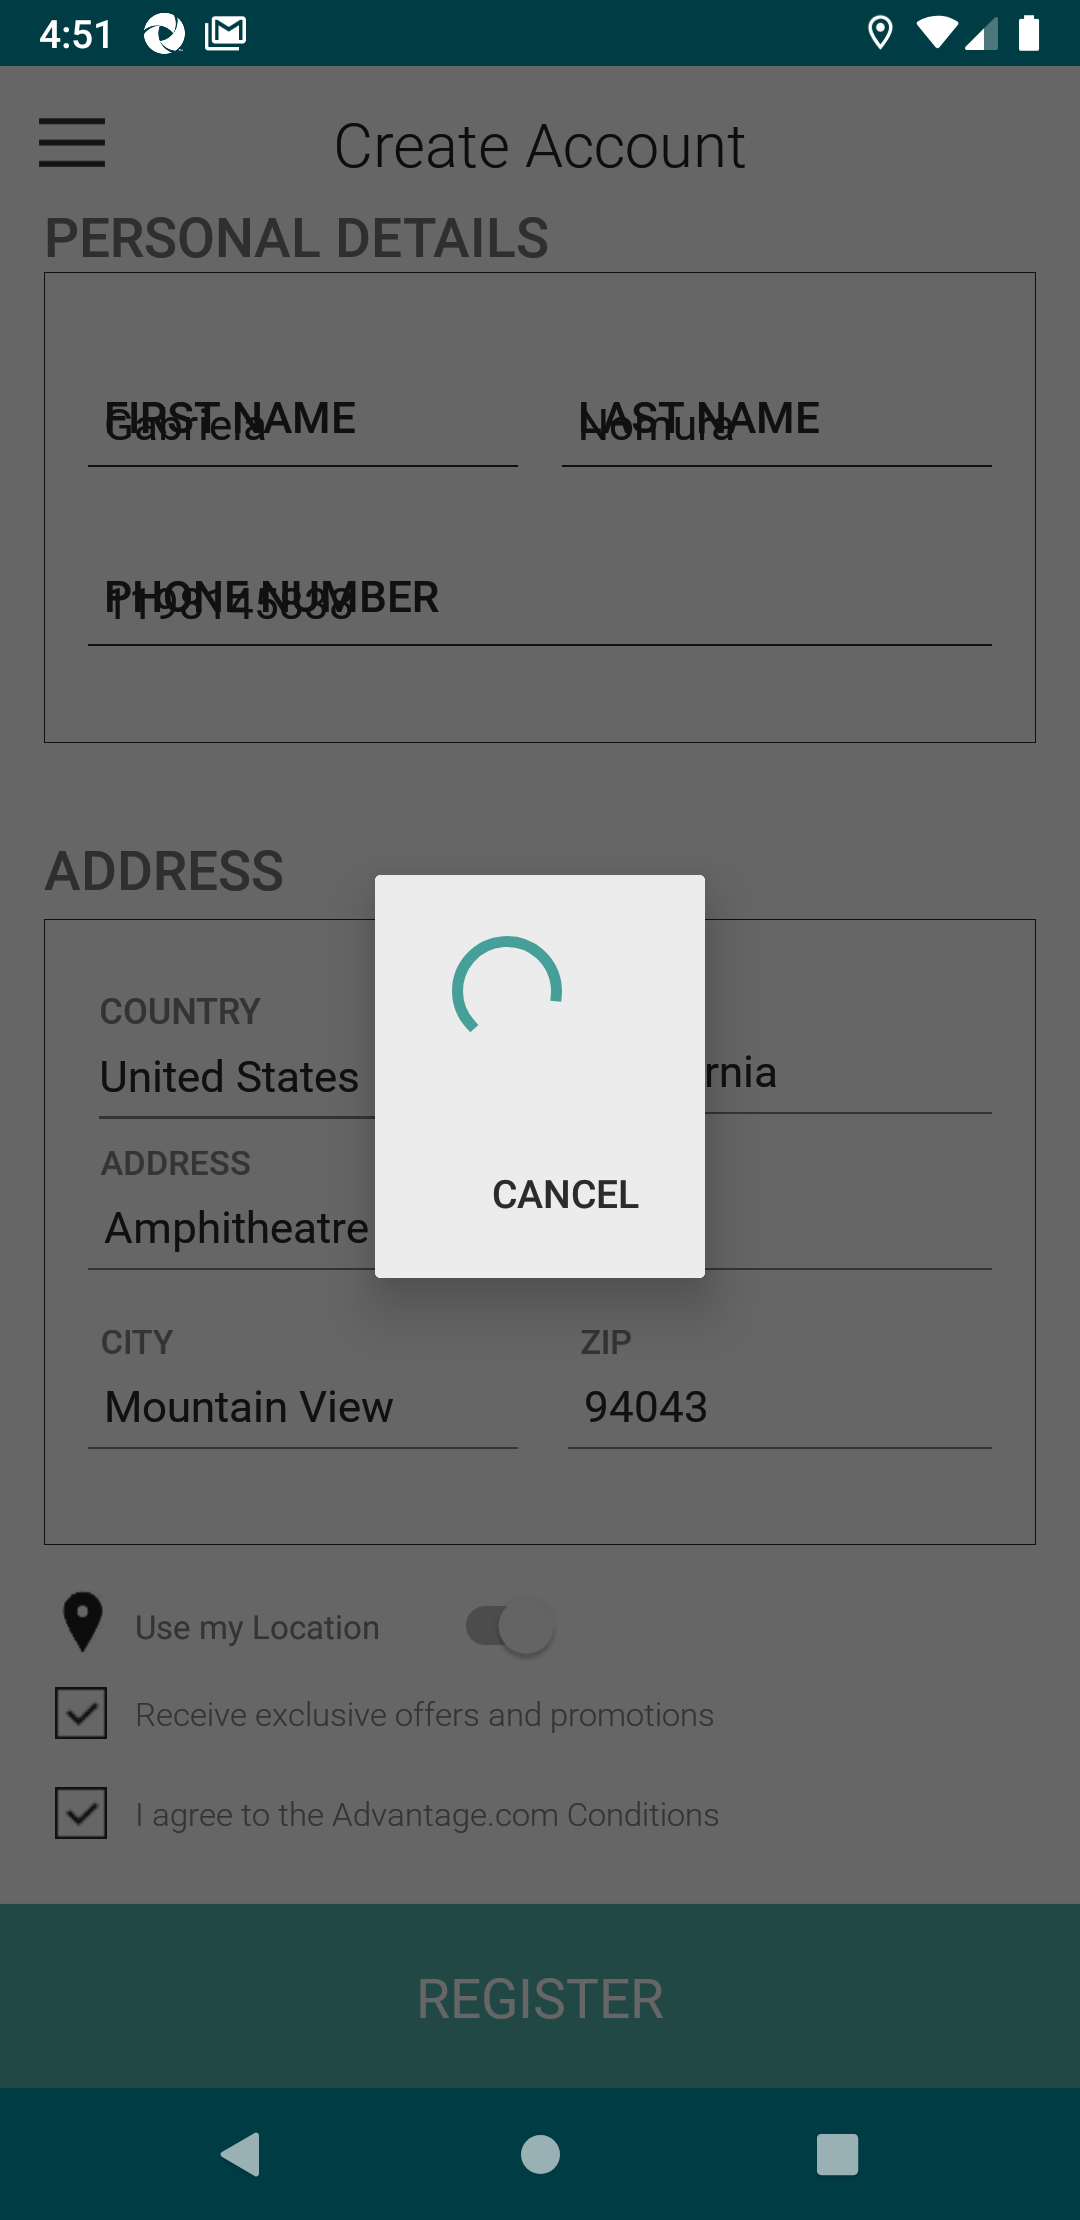 4:51
Create Account
PERSONAL DETAILS
FIRST NAME
Gabriela
LAST NAME
Nomura
PHONE NUMBER
ADDRESS
COUNTRY
United States
rnia
ADDRESS
Amphitheatre
CANCEL
CITY
ZIP
Mountain View
94043
Use my Location
Receive exclusive offers and promotions
I agree to the Advantage.com Conditions
REGISTER